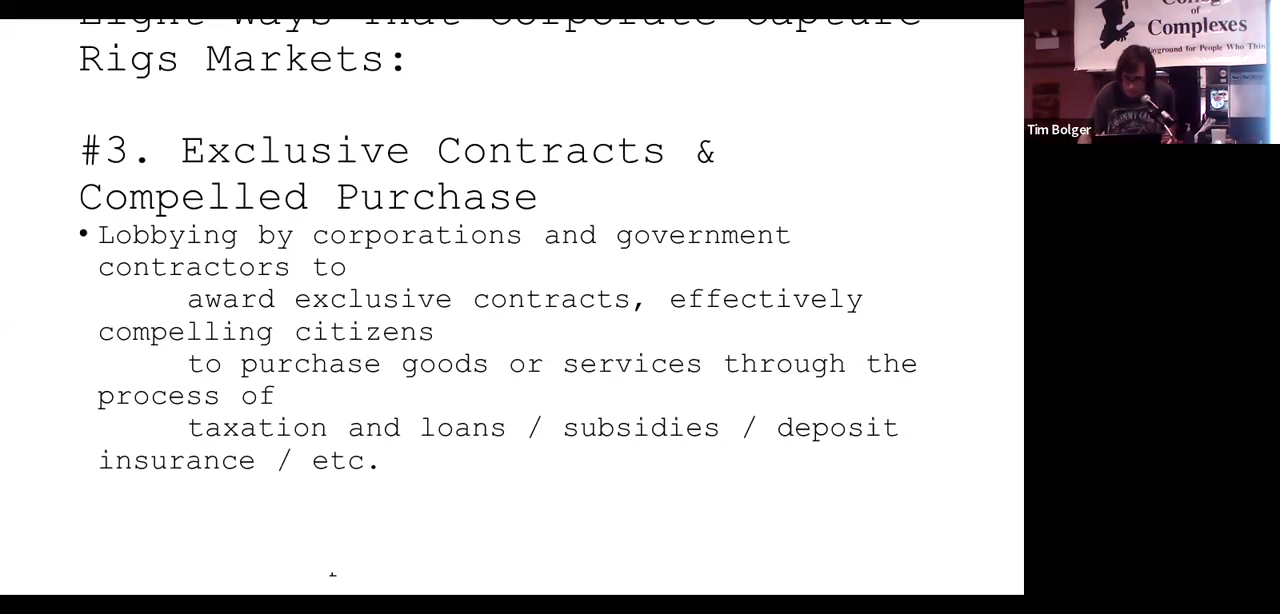 Eight Ways That Corporate Capture
Rigs Markets:
#3. Exclusive Contracts &
Compelled Purchase
• Lobbying by corporations and government
contractors to
award exclusive contracts, effectively
compelling citizens
to purchase goods or services through the
process of
taxation and loans / subsidies / deposit
insurance / etc.
of
Complexes
Playground for People Who Thin
Tim Bolger